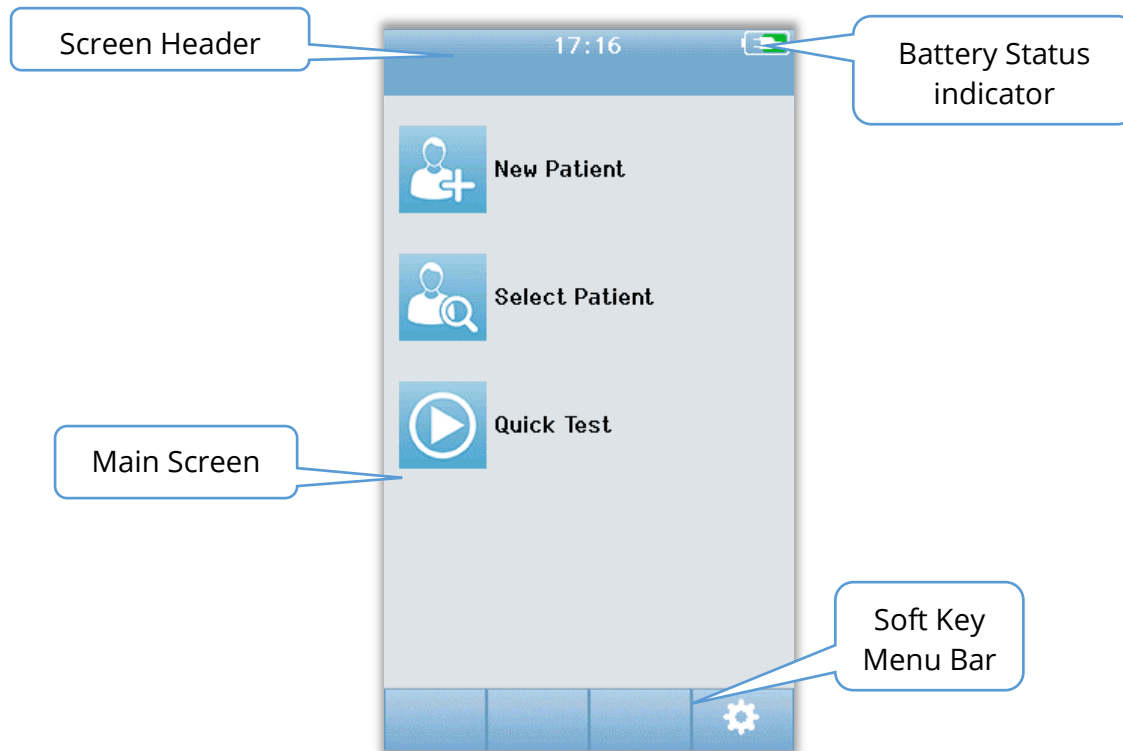 Screen Header
17:16
Battery Status
indicator
New Patient
Select Patient
Quick Test
Main Screen
Soft Key
Menu Bar